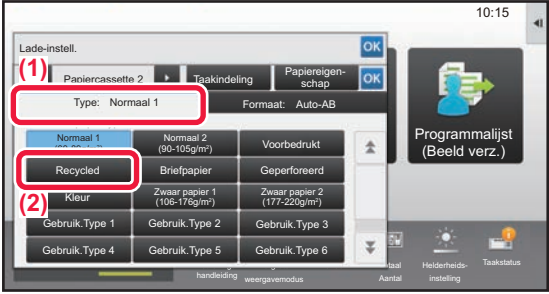 10:15
Lade-instell.
OK
(1)
Papiercassette 2
Taakindeling
Papiereigen-
schap
OK
Type: Normaal 1
Formaat: Auto-AB
Normaal 1
Normaal 2
(90-105g/m²)
Voorbedrukt
Recycled
Briefpapier
Geperforeerd
(2)
Kleur
Zwaar papier 1
(106-176g/m²)
Zwaar papier 2
(177-220g/m²)
Gebruik.Type 1
Gebruik.Type 2
Gebruik.Type 3
Gebruik.Type 4
Gebruik.Type 5
Gebruik.Type 6
Programmalijst
(Beeld verz.)
handleiding
weergavemodus
Aantal
Helderheids-
instelling
Taakstatus